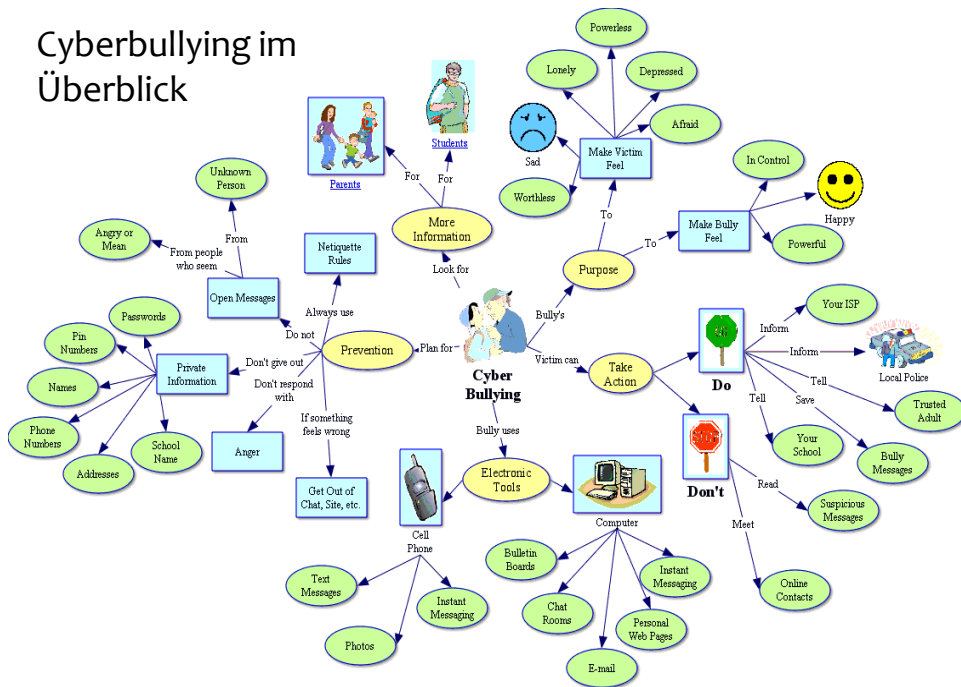 Cyberbullying im
Überblick
Powerless
Lonely
Depressed
Afraid
Sad
Make Victim
Feel
Worthless
In Control
Happy
Make Bully
Feel
Powerful
To
To
Purpose
Students
Parents
For
For
More
Information
Look for
Unknown
Person
Angry or
Mean
From
From people
who seem
Netiquette
Rules
Open Messages
Always use
Do not
Passwords
Pin
Numbers
Names
Phone
Numbers
Addresses
School
Name
Private
Information
Don't give out
Don't respond
with
Prevention
Plan for
Anger
If something
feels wrong
Get Out of
Chat, Site, etc.
Cyber
Bullying
Bully's
Victim can
Bully uses
Take
Action
Do
Inform
Your ISP
Inform
Local Police
Tell
Trusted
Adult
Save
Bully
Messages
Tell
Your
School
STOP
Don't
Read
Suspicious
Messages
Meet
Online
Contacts
Electronic
Tools
Cell
Phone
Text
Messages
Photos
Instant
Messaging
Computer
Bulletin
Boards
Chat
Rooms
E-mail
Personal
Web Pages
Instant
Messaging